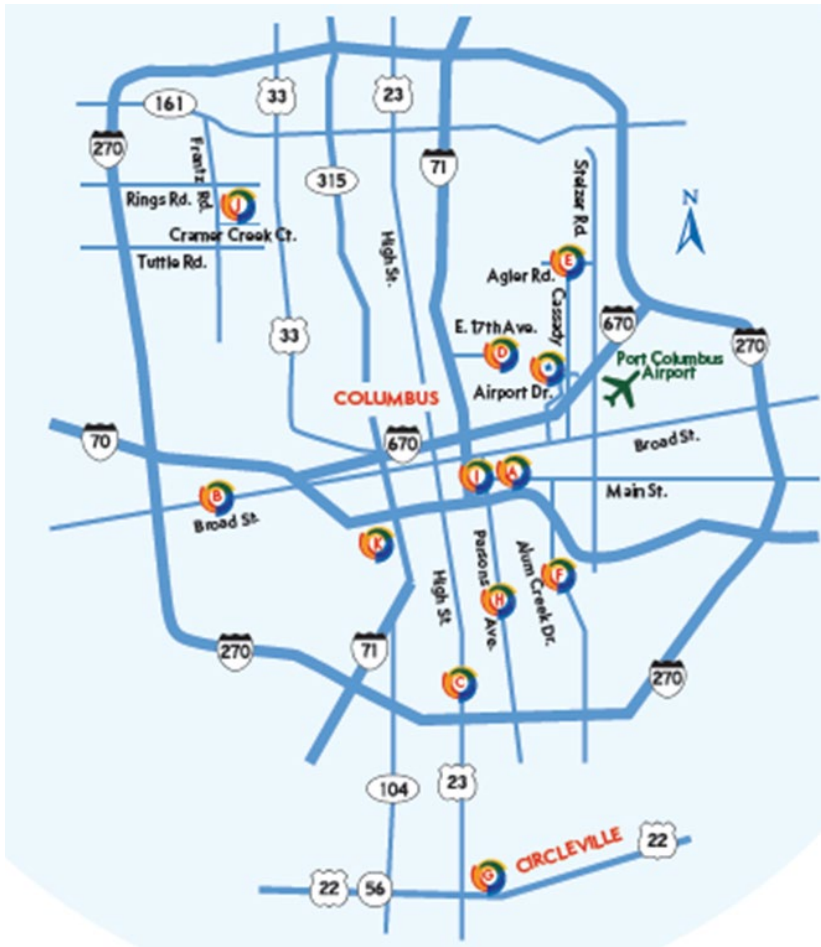 161
33
23
270
71
Frantz Rd.
315
Stelzer Rd.
Rings Rd.
J
N
Cramer Creek Ct.
High St.
Tuttle Rd.
E
Agler Rd.
Cassady
33
E. 17th Ave.
670
270
D
Port Columbus
Airport
Airport Dr.
COLUMBUS
70
670
Broad St.
I
A
B
Main St.
Broad St.
K
Parsons Ave.
Alum Creek Dr.
High St.
F
H
270
71
C
270
104
23
CIRCLEVILLE
22
G
22
56